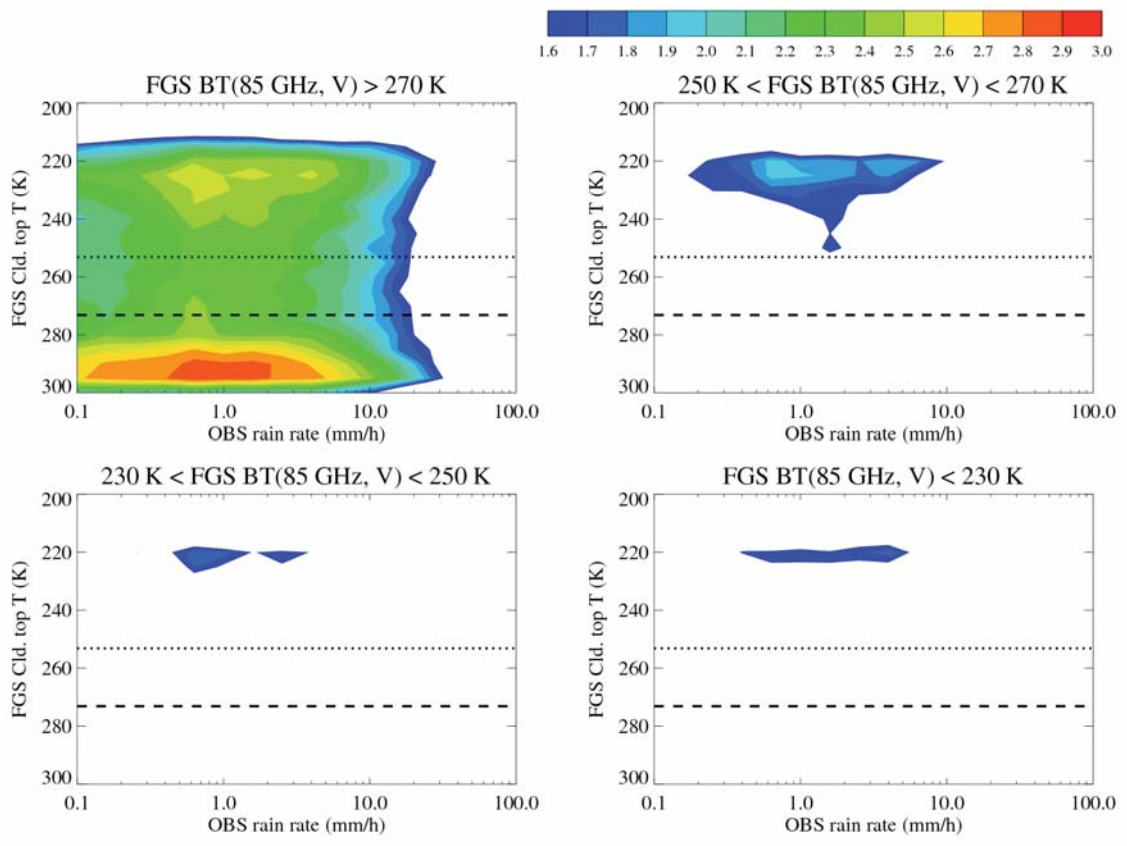 1.6 1.7 1.8 1.9 2.0 2.1 2.2 2.3 2.4 2.5 2.6 2.7 2.8 2.9 3.0
FGS BT(85 GHz, V) > 270 K
200
220
240
260
280
300
FGS Cld. top T (K)
0.1 1.0 10.0 100.0
OBS rain rate (mm/h)
250 K < FGS BT(85 GHz, V) < 270 K
200
220
240
260
280
300
FGS Cld. top T (K)
0.1 1.0 10.0 100.0
OBS rain rate (mm/h)
230 K < FGS BT(85 GHz, V) < 250 K
200
220
240
260
280
300
FGS Cld. top T (K)
0.1 1.0 10.0 100.0
OBS rain rate (mm/h)
FGS BT(85 GHz, V) < 230 K
200
220
240
260
280
300
FGS Cld. top T (K)
0.1 1.0 10.0 100.0
OBS rain rate (mm/h)